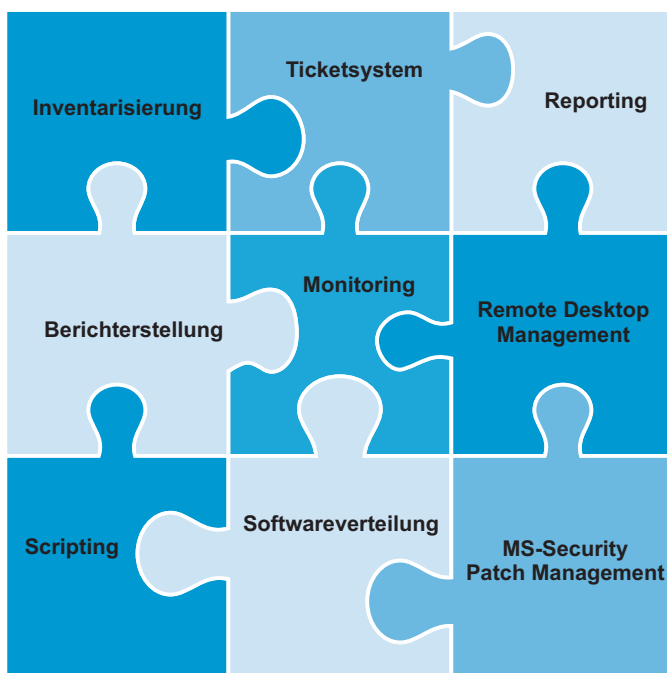 Inventarisierung
Ticketsystem
Reporting
Berichterstellung
Monitoring
Remote Desktop
Management
Scripting
Softwareverteilung
MS-Security
Patch Management